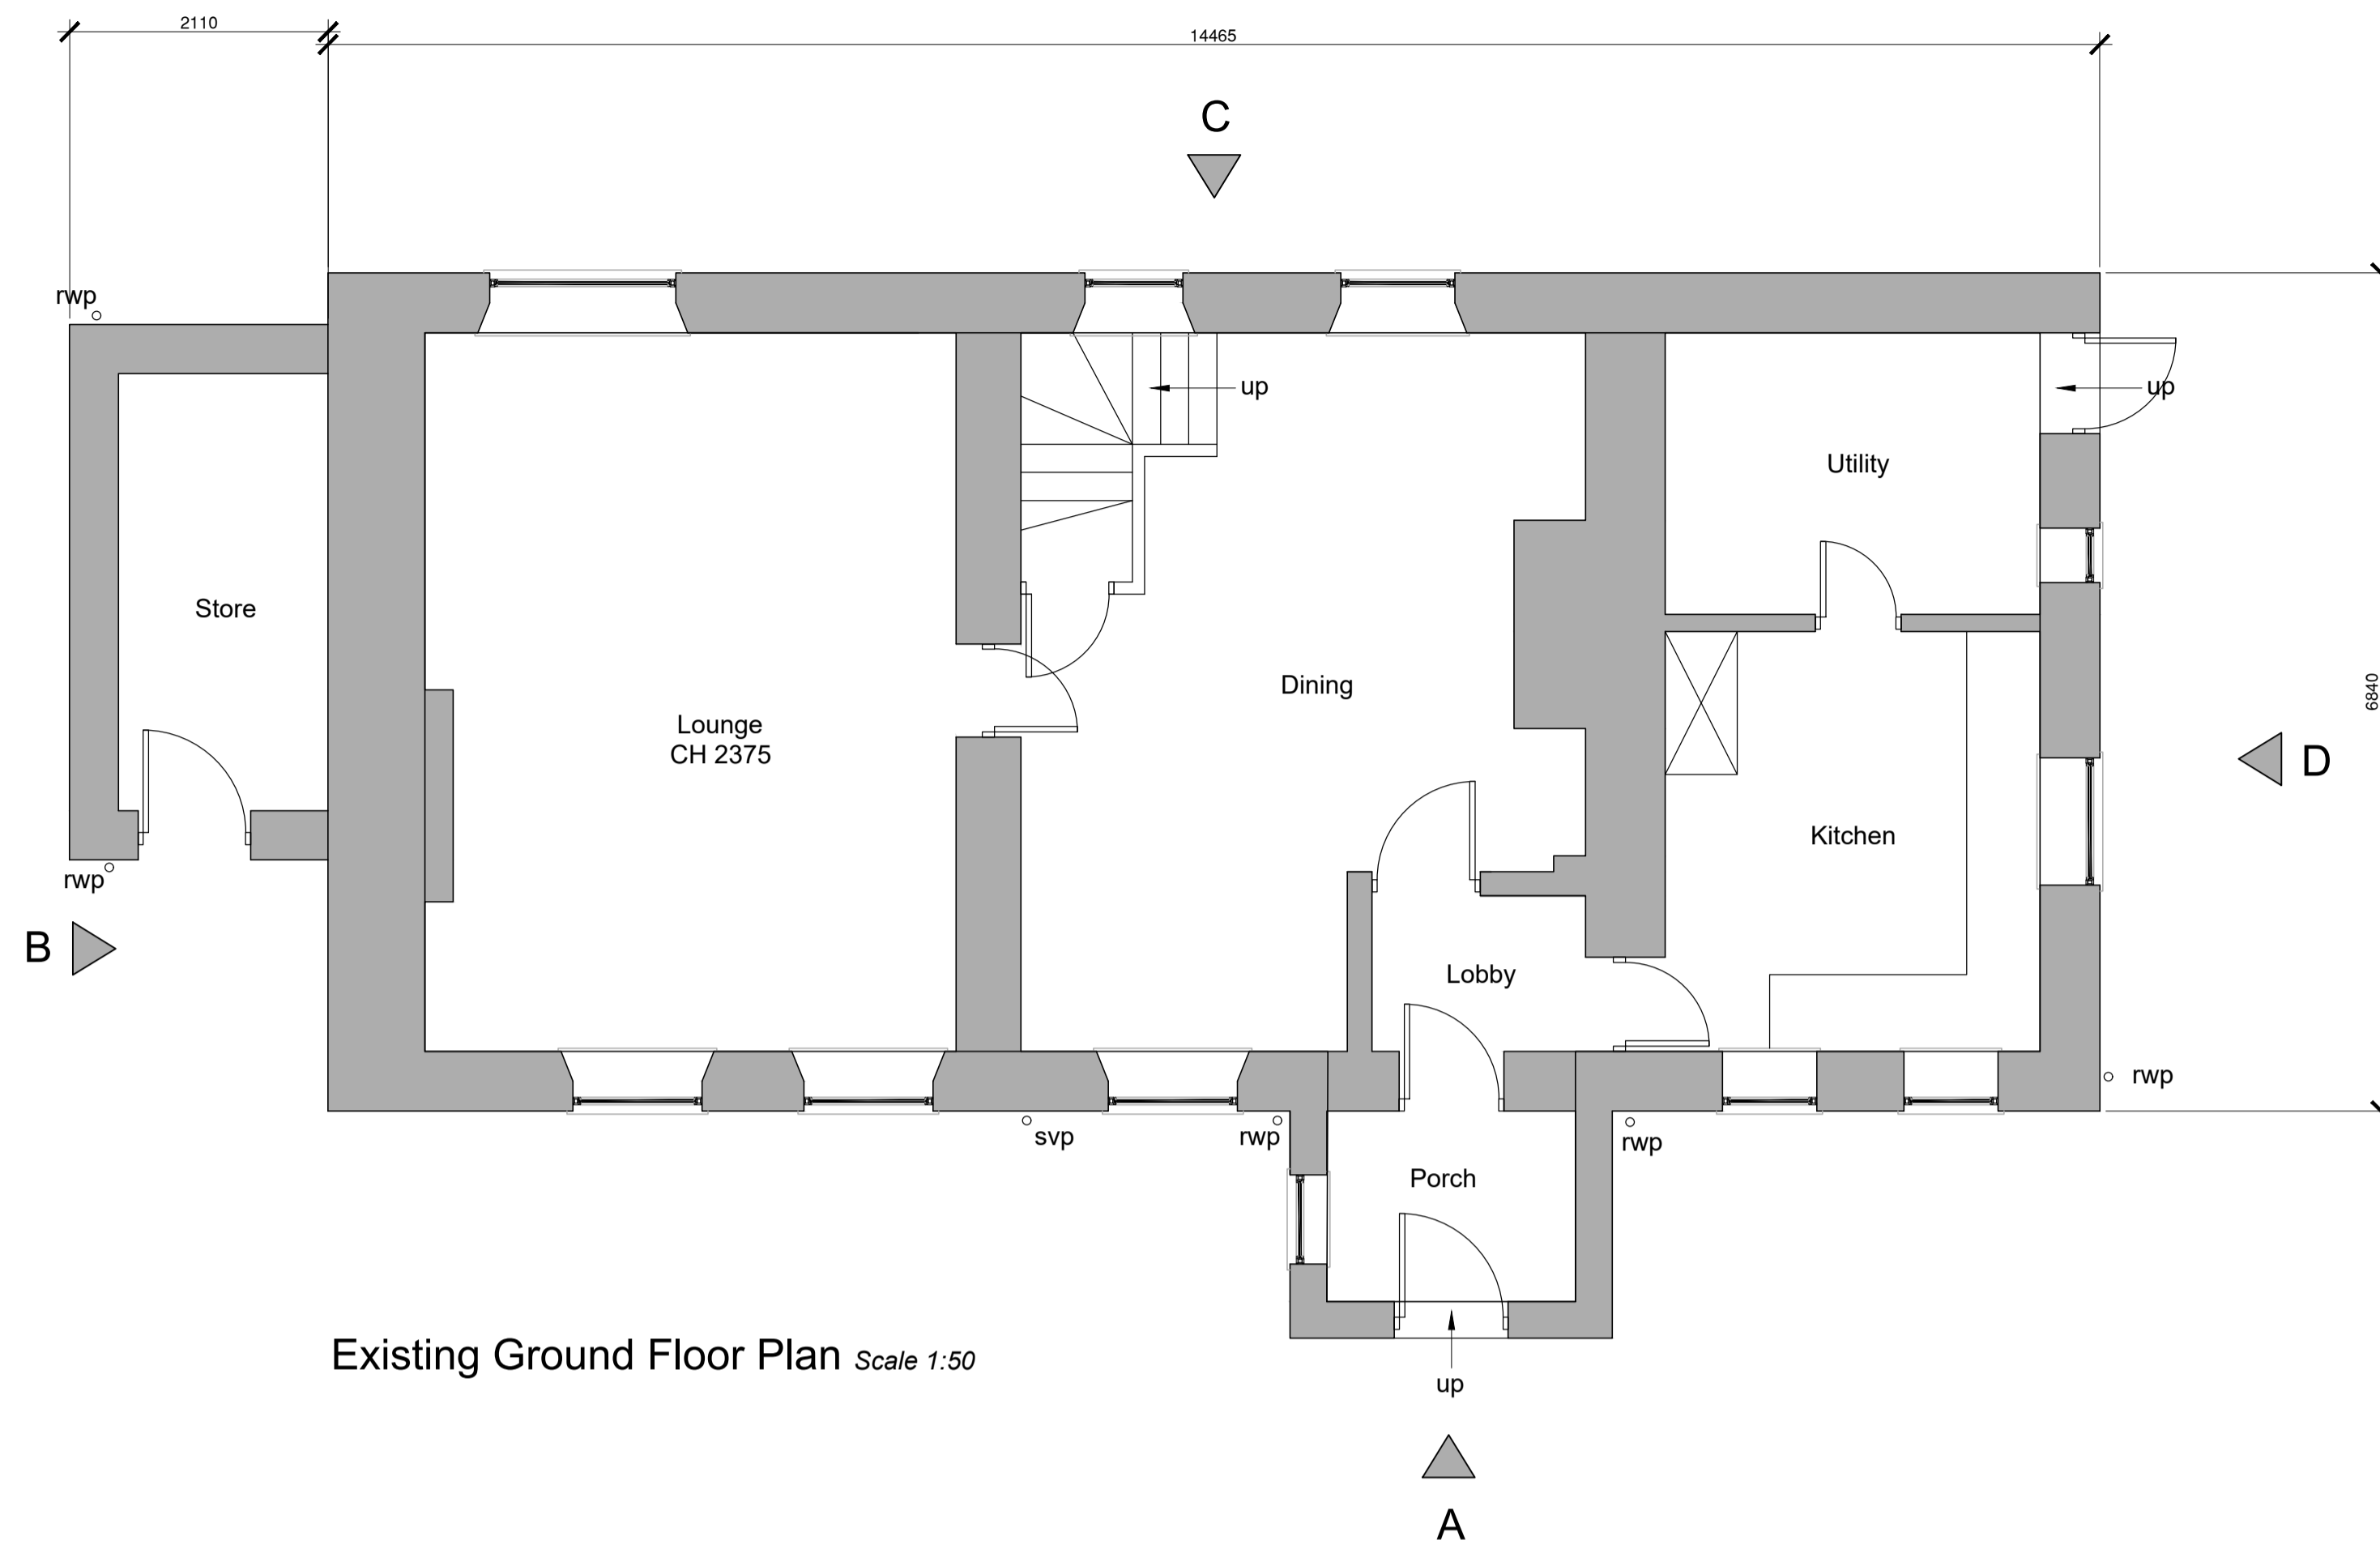 2110
14465
C
rwp
up
up
Utility
Store
Dining
6840
Lounge
CH 2375
D
Kitchen
rwp
B
Lobby
rwp
svp
rwp
rwp
Porch
Existing Ground Floor Plan Scale 1:50
up
A